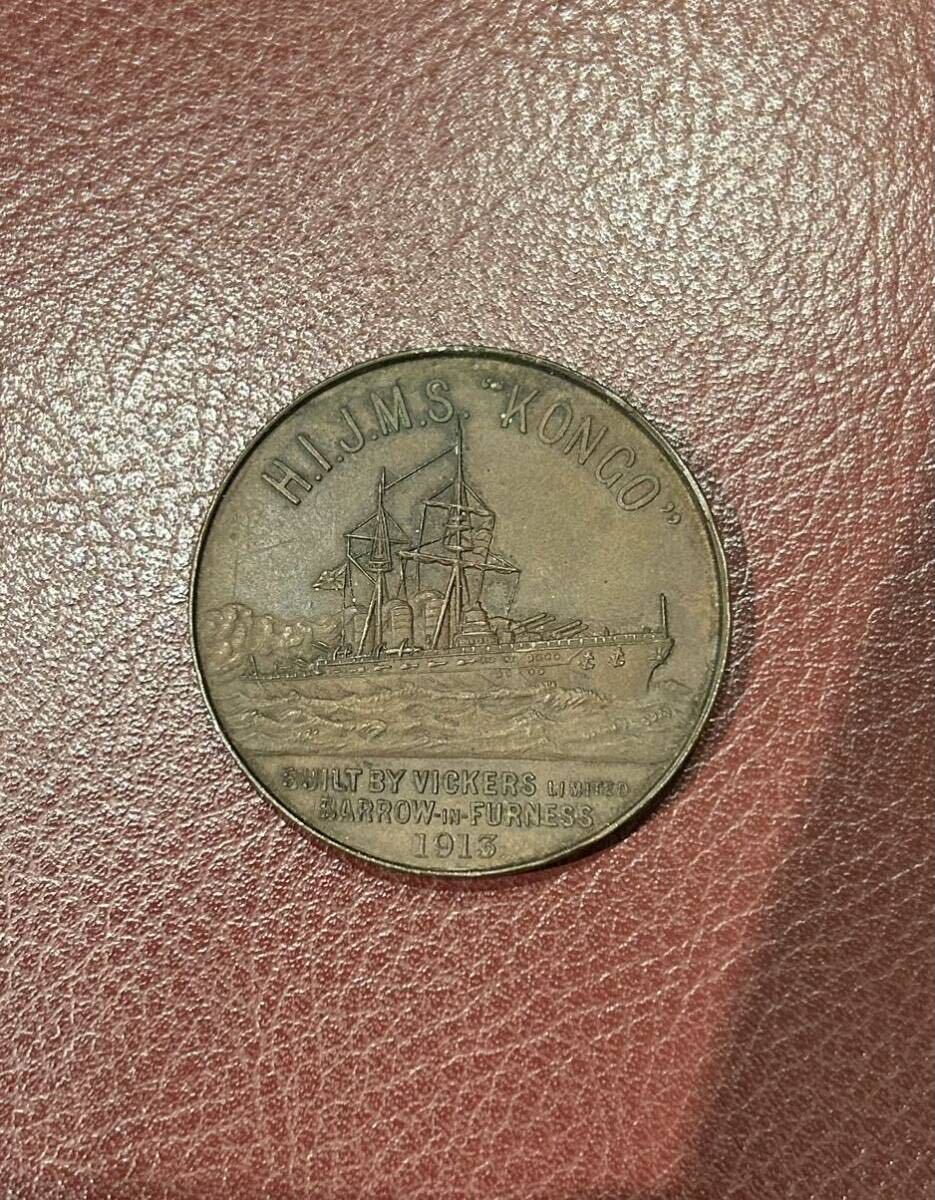 H.I.J.M.S. "KONGO"
BUILT BY VICKERS LIMITED
BARROW-IN-FURNESS
1913